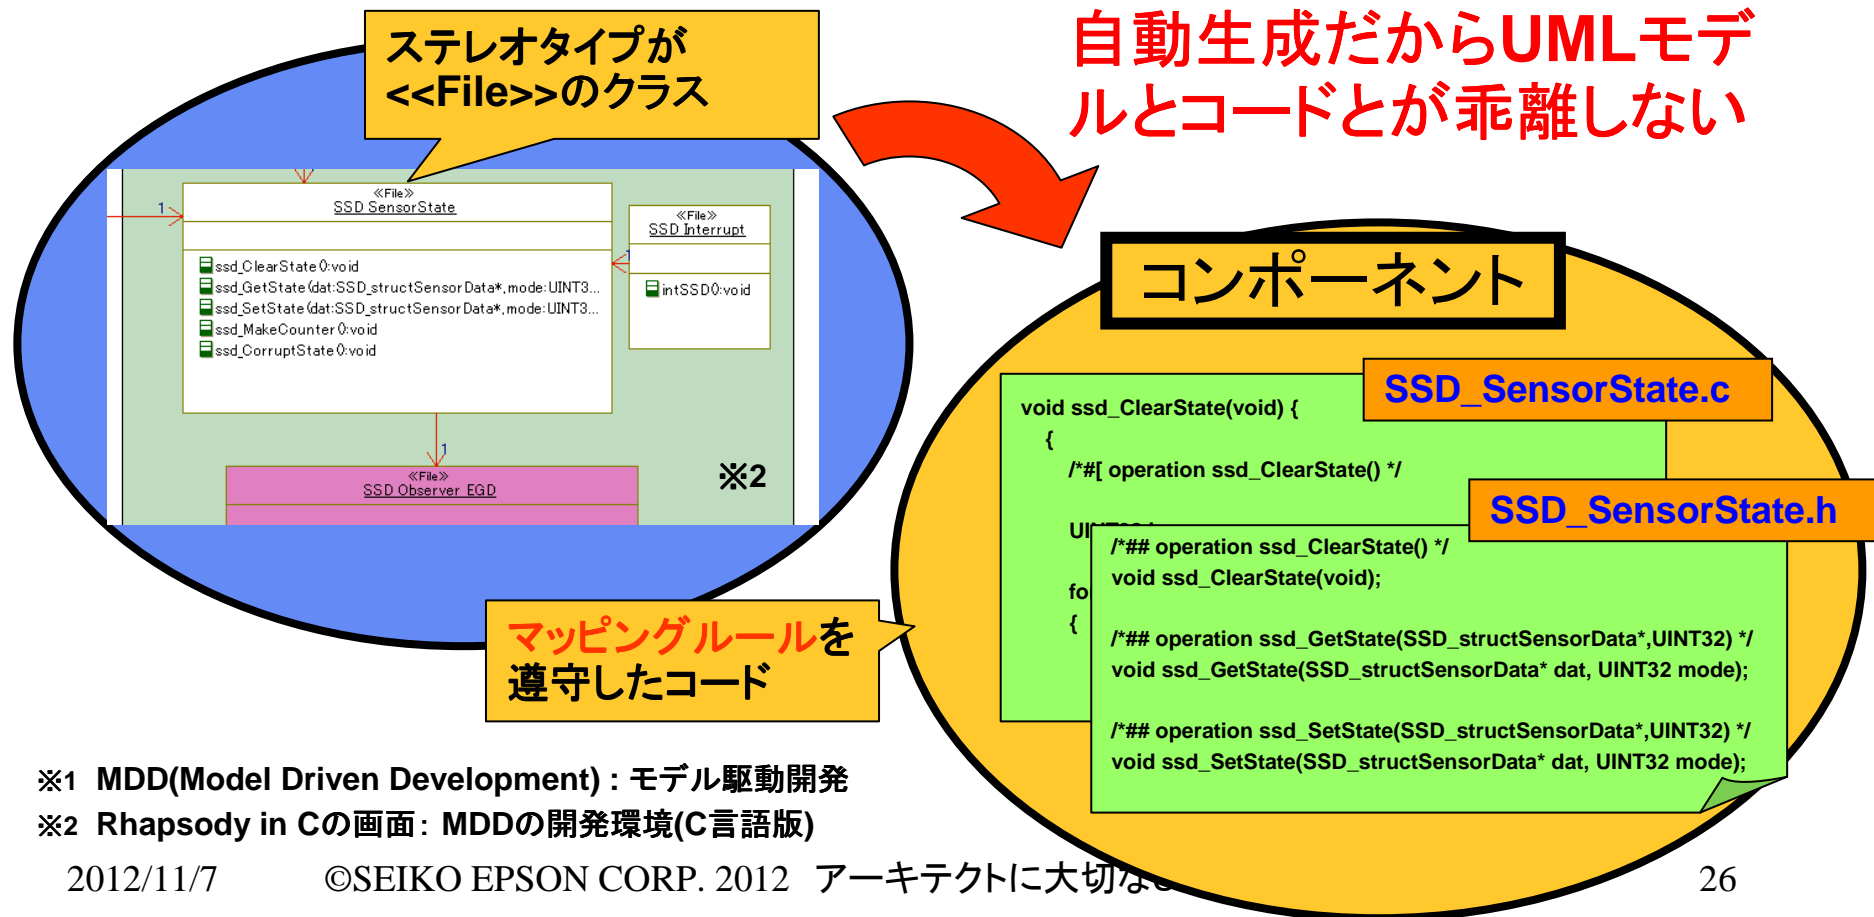 ステレオタイプが
<<File>>のクラス
自動生成だからUMLモデ
ルとコードとが乖離しない
1
≪File≫
SSD SensorState
ssd_ClearState():void
ssd_GetState(dat:SSD_structSensorData*,mode:UINT3...
ssd_SetState(dat:SSD_structSensorData*,mode:UINT3...
ssd_MakeCounter():void
ssd_CorruptState():void
≪File≫
SSD Interrupt
1
intSSD():void
1
≪File≫
SSD Observer EGD
※2
コンポーネント
SSD_SensorState.c
void ssd_ClearState(void) {
{
/*#[ operation ssd_ClearState() */
fo
{
SSD_SensorState.h
/*## operation ssd_ClearState() */
void ssd_ClearState(void);
/*## operation ssd_GetState(SSD_structSensorData*,UINT32) */
void ssd_GetState(SSD_structSensorData* dat, UINT32 mode);
/*## operation ssd_SetState(SSD_structSensorData*,UINT32) */
void ssd_SetState(SSD_structSensorData* dat, UINT32 mode);
マッピングルールを
遵守したコード
※1 MDD(Model Driven Development) : モデル駆動開発
※2 Rhapsody in Cの画面： MDDの開発環境(C言語版)
2012/11/7 ©SEIKO EPSON CORP. 2012 アーキテクトに大切な 26